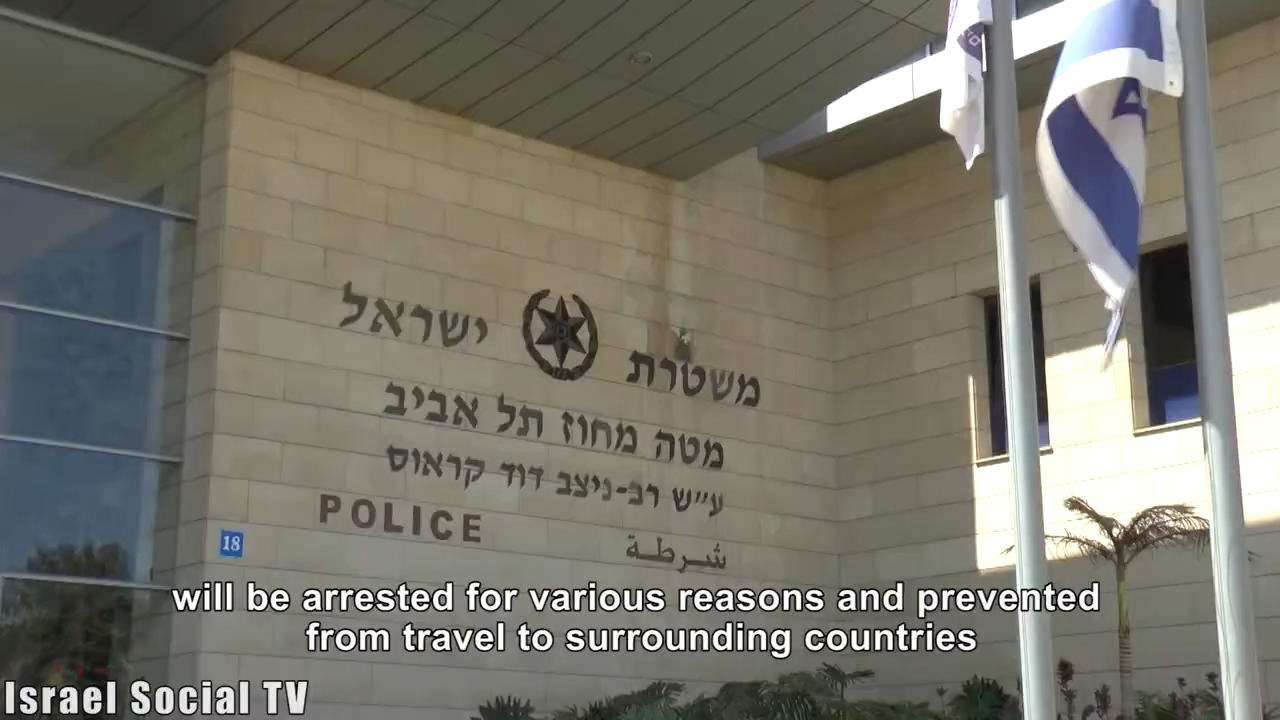 משטרת ישראל
מטה מחוז תל אביב
ע״ש רב-ניצב דוד קראוס
POLICE
شرطة
18
will be arrested for various reasons and prevented
from travel to surrounding countries
Israel Social TV